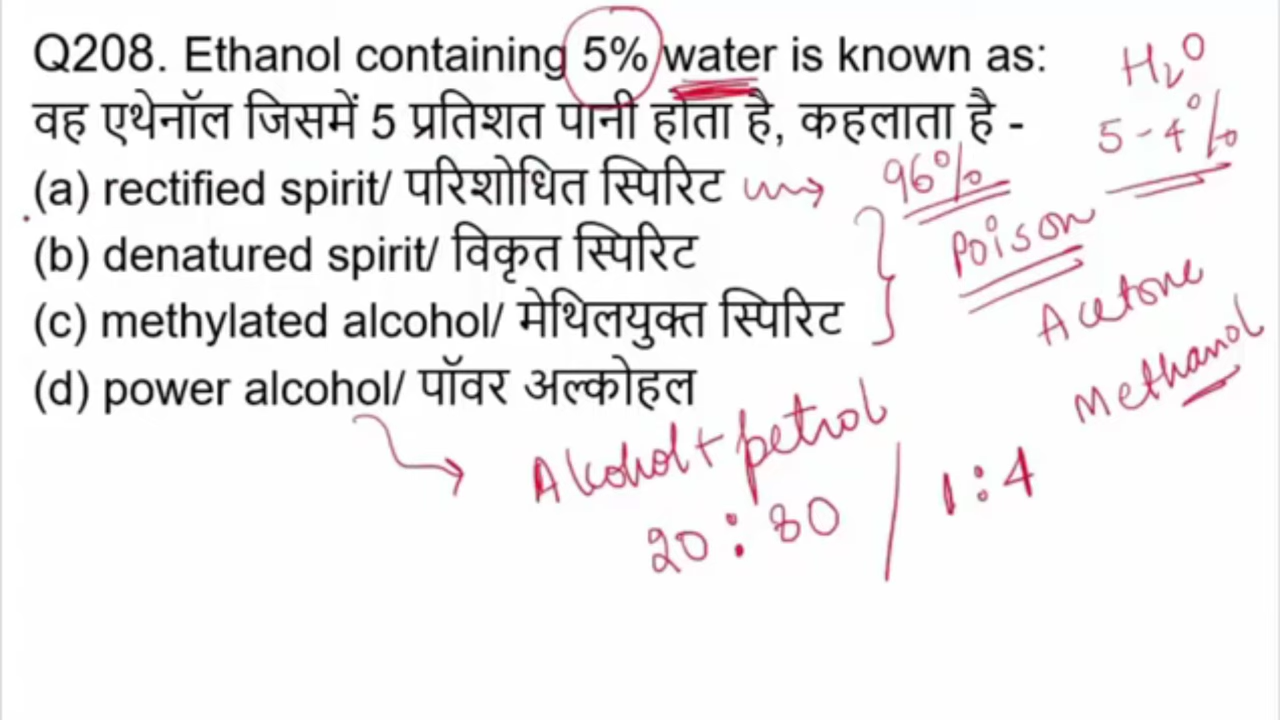 Q208. Ethanol containing 5% water is known as:
वह एथेनॉल जिसमें 5 प्रतिशत पानी होता है, कहलाता है -
(a) rectified spirit/ परिशोधित स्पिरिट
(b) denatured spirit/ विकृत स्पिरिट
(c) methylated alcohol/ मेथिलयुक्त स्पिरिट
(d) power alcohol/ पॉवर अल्कोहल
H2O
5-4%
96%
Poison
Acetone
Methanol
Alcohol + petrol
20:80 / 1:4